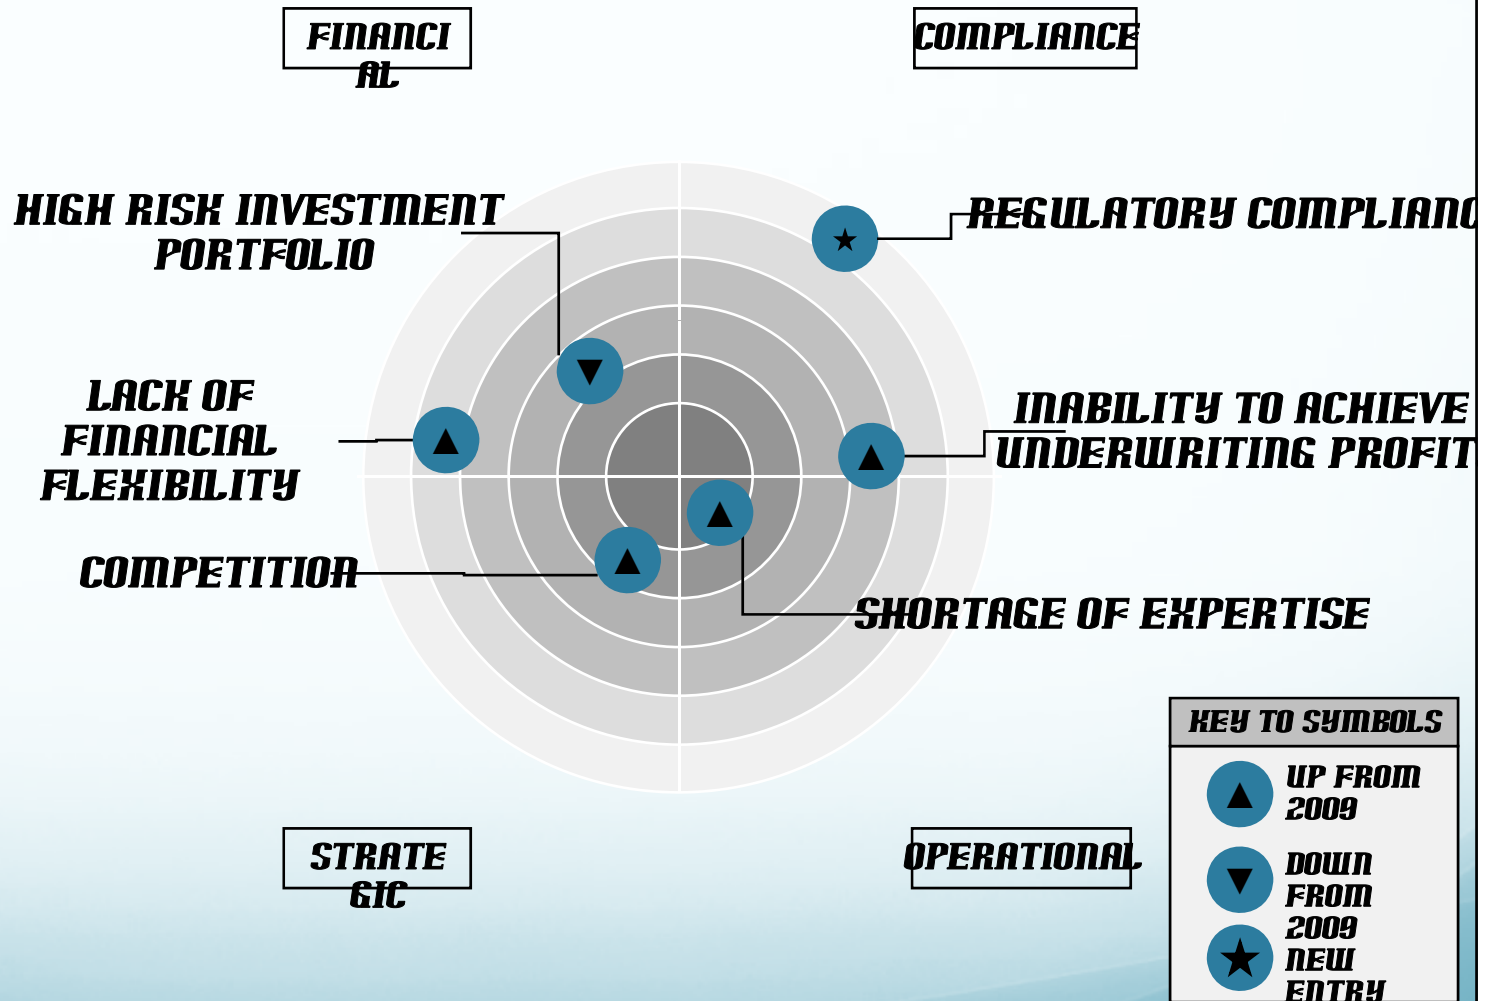 FINANCI
AL
COMPLIANCE
HIGH RISK INVESTMENT
PORTFOLIO
REGULATORY COMPLIANC
LACK OF
FINANCIAL
FLEXIBILITY
INABILITY TO ACHIEVE
UNDERWRITING PROFIT
COMPETITION
SHORTAGE OF EXPERTISE
STRATE
GIC
OPERATIONAL
KEY TO SYMBOLS
UP FROM
2009
DOWN
FROM
2009
NEW
ENTRY